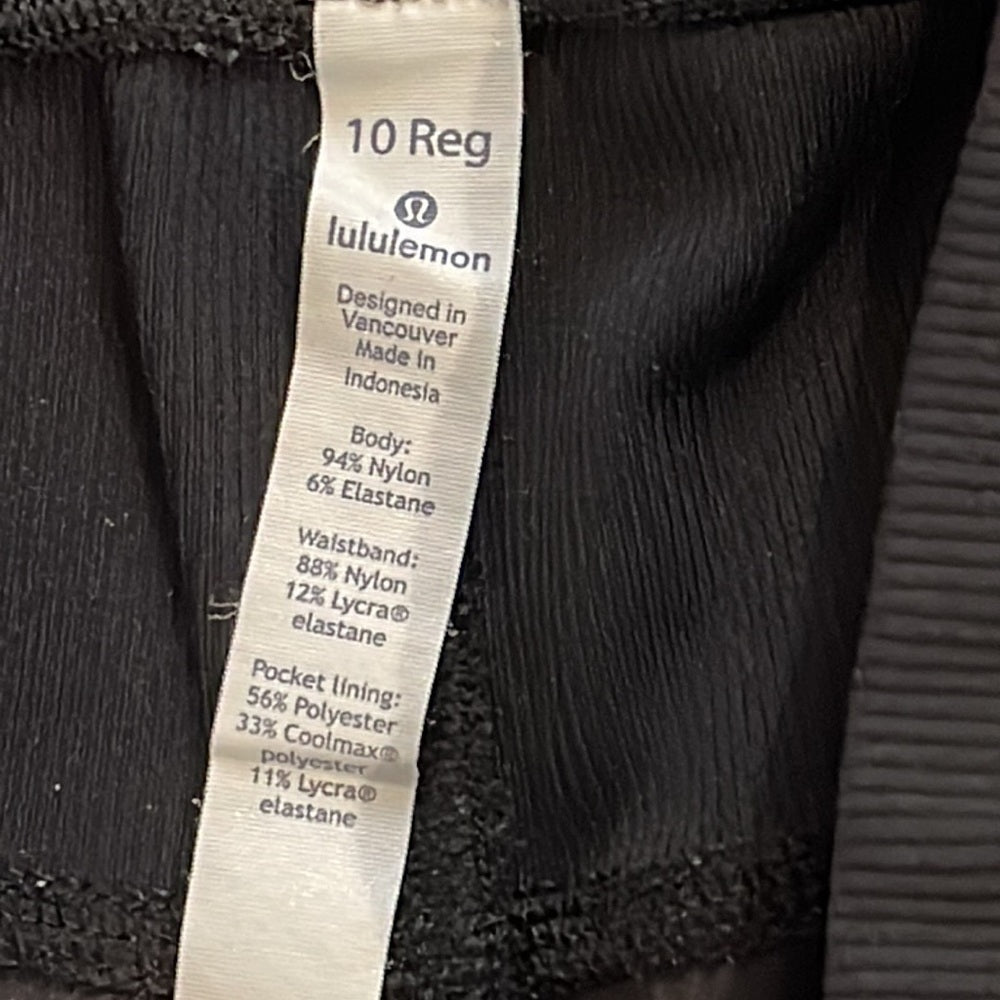 10 Reg
lululemon
Designed in
Vancouver
Made in
Indonesia
Body:
94% Nylon
6% Elastane
Waistband:
88% Nylon
12% Lycra®
elastane
Pocket lining:
56% Polyester
33% Coolmax®
polyester
11% Lycra®
elastane